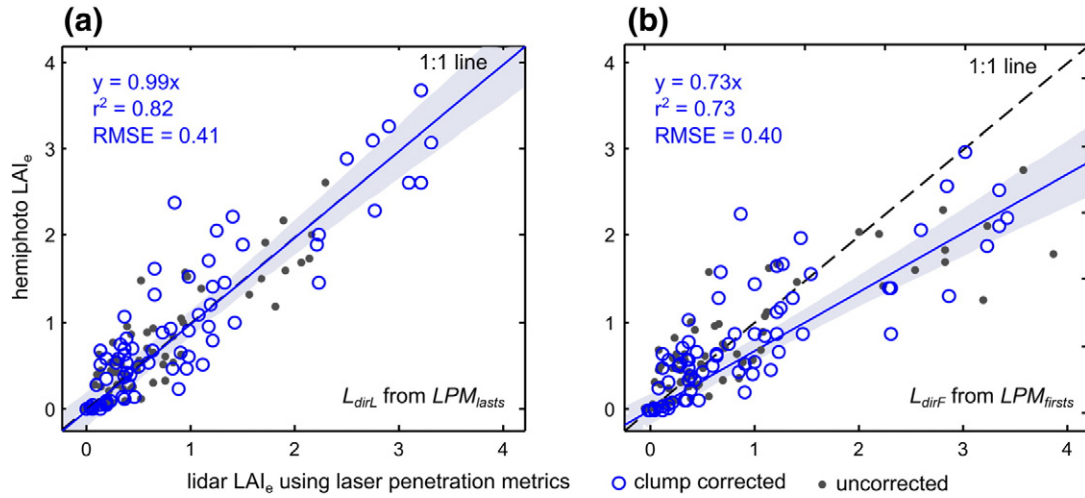 (a)
4
3
2
1
0
0
1
2
3
4
hemiphoto LAIe
y = 0.99x
r² = 0.82
RMSE = 0.41
1:1 line
LdirL from LPMlasts
(b)
4
3
2
1
0
0
1
2
3
4
y = 0.73x
r² = 0.73
RMSE = 0.40
1:1 line
LdirF from LPMfirsts
lidar LAIe using laser penetration metrics
clump corrected
uncorrected